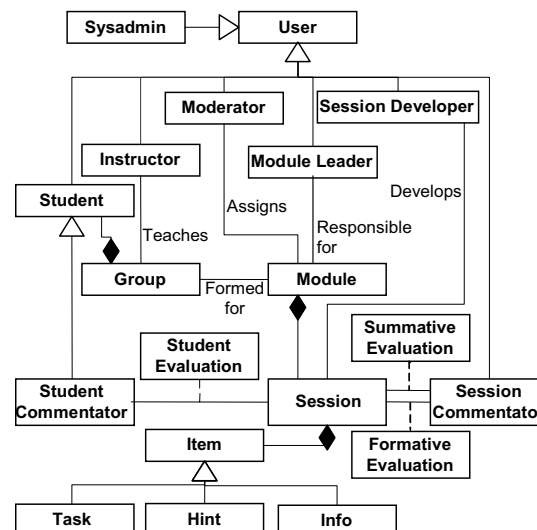 Sysadmin
User
Moderator
Session Developer
Instructor
Module Leader
Develops
Student
Assigns
Responsible
for
Teaches
Group
Formed
for
Module
Student
Evaluation
Summative
Evaluation
Student
Commentator
Session
Session
Commentato
Item
Formative
Evaluation
Task
Hint
Info